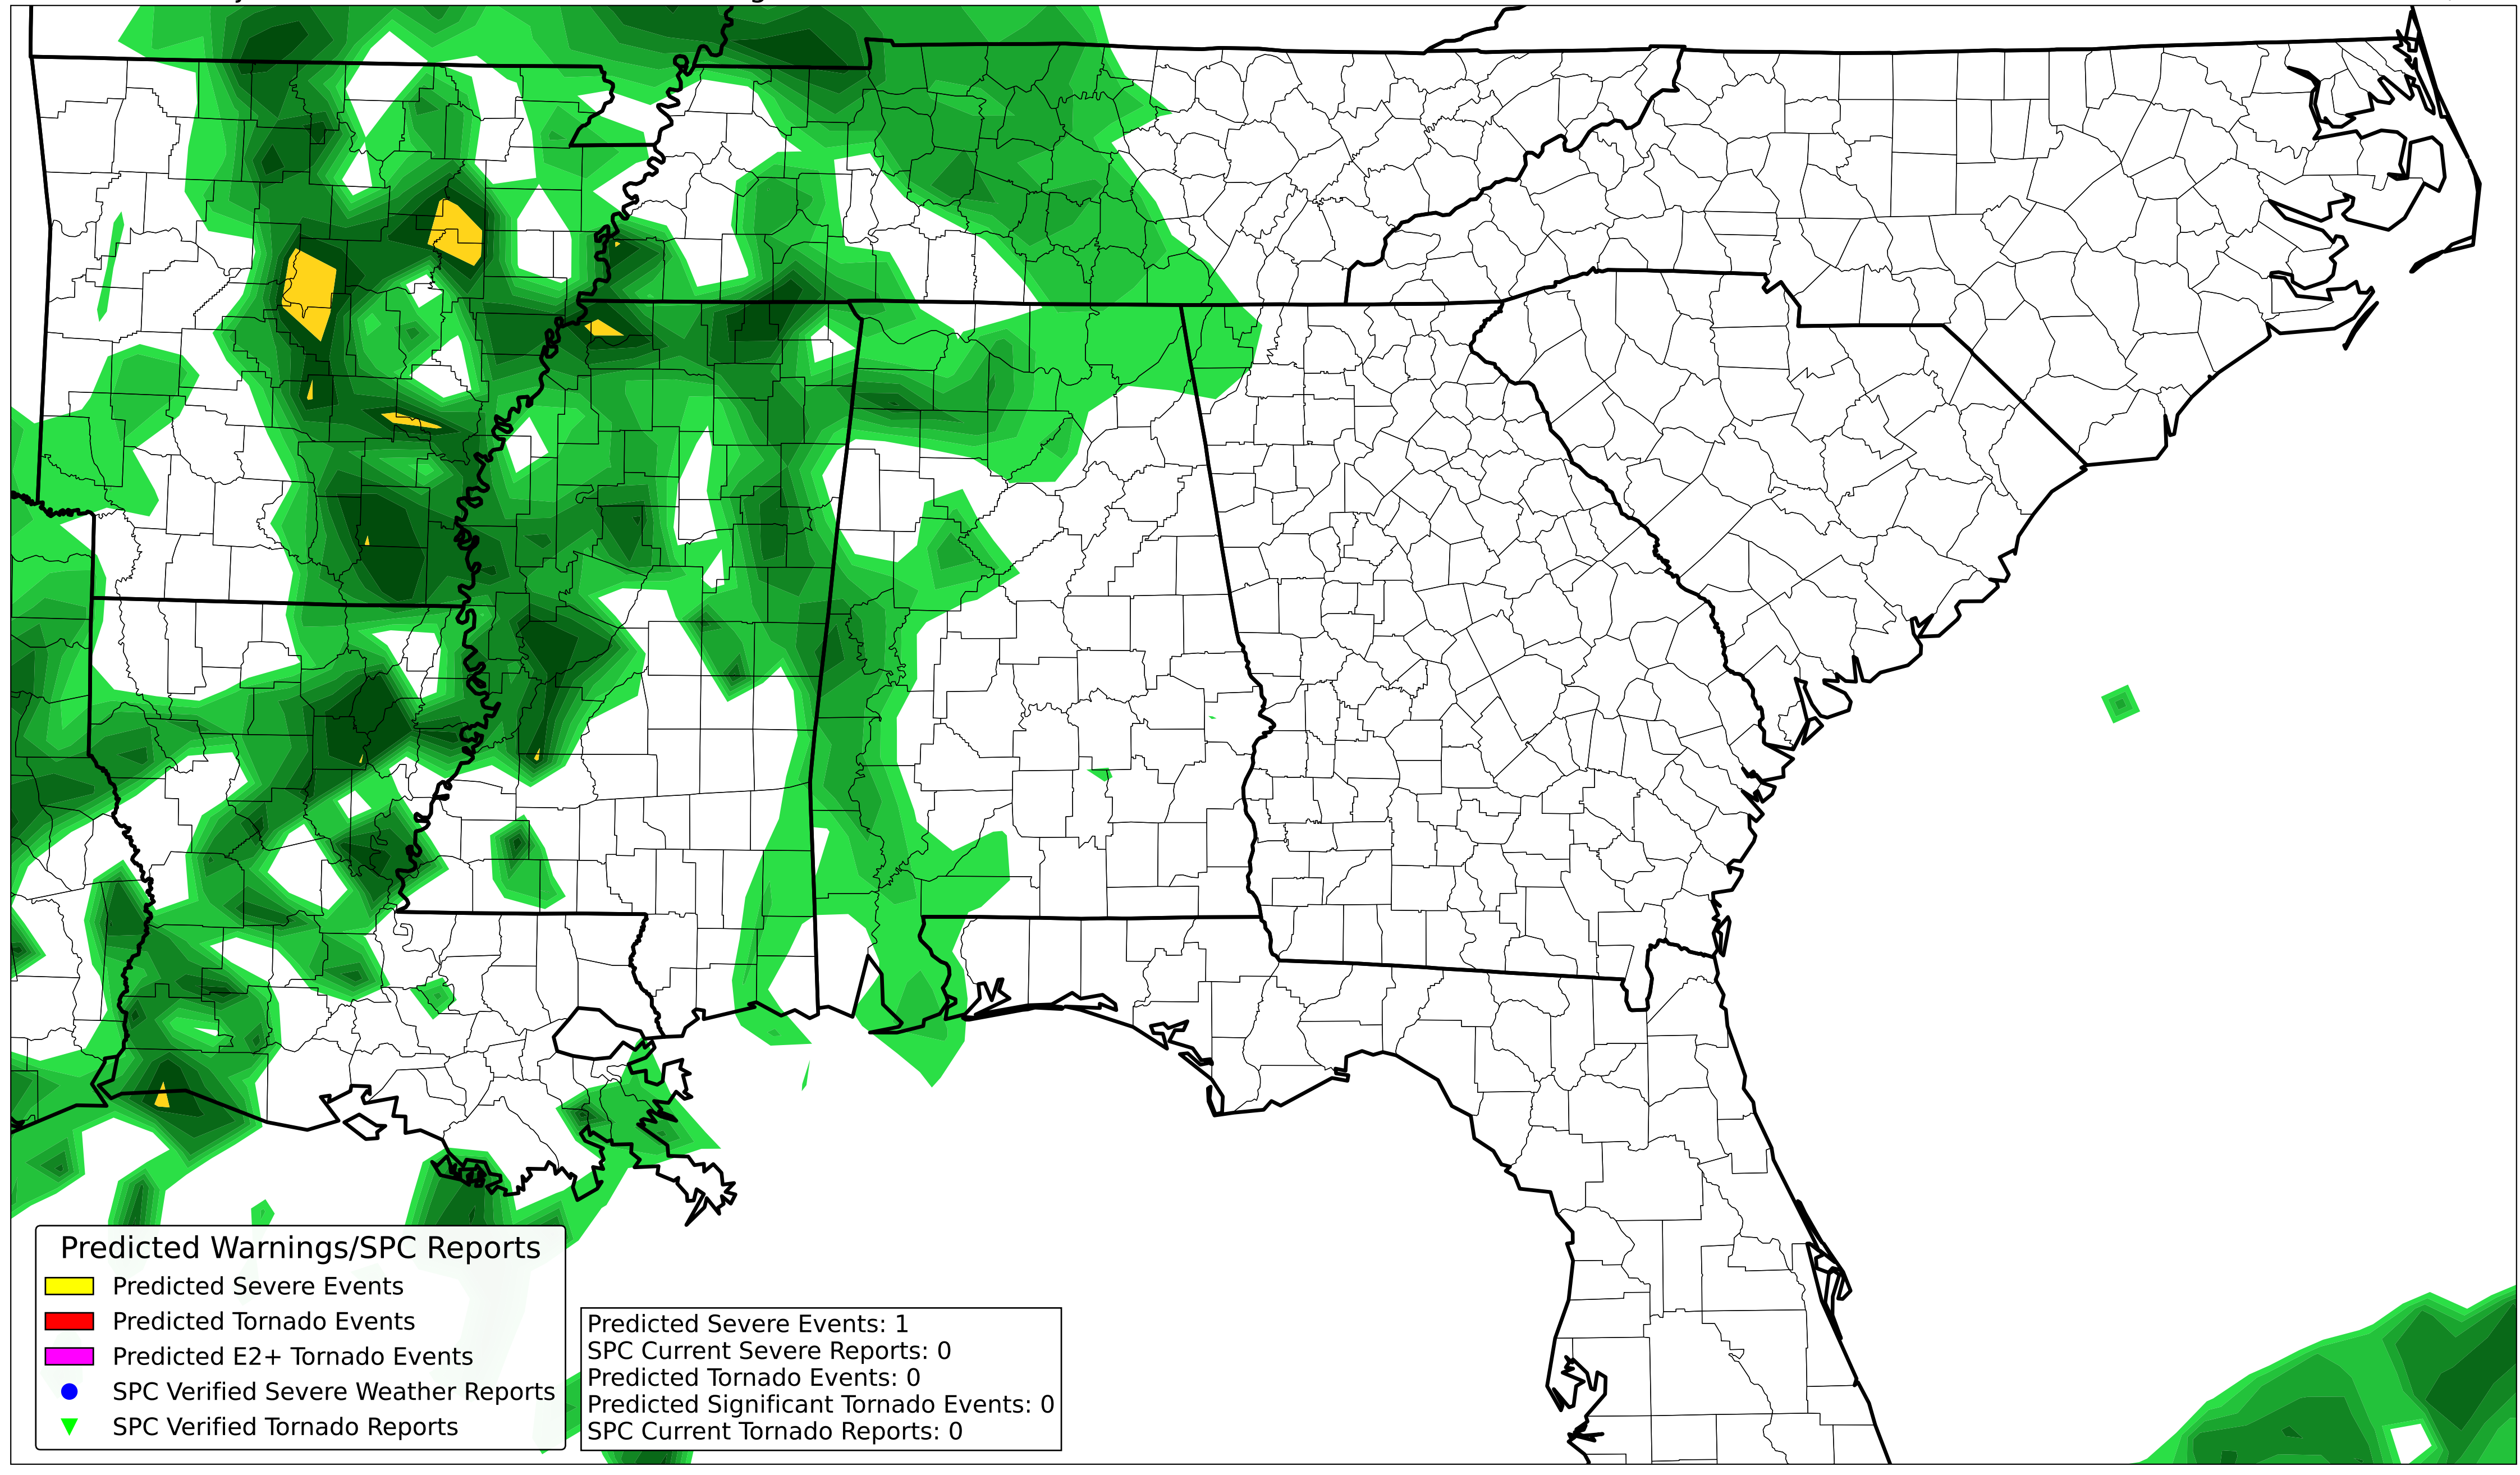 Predicted Warnings/SPC Reports
Predicted Severe Events
Predicted Tornado Events
Predicted E2+ Tornado Events
SPC Verified Severe Weather Reports
SPC Verified Tornado Reports
Predicted Severe Events: 1
SPC Current Severe Reports: 0
Predicted Tornado Events: 0
Predicted Significant Tornado Events: 0
SPC Current Tornado Reports: 0